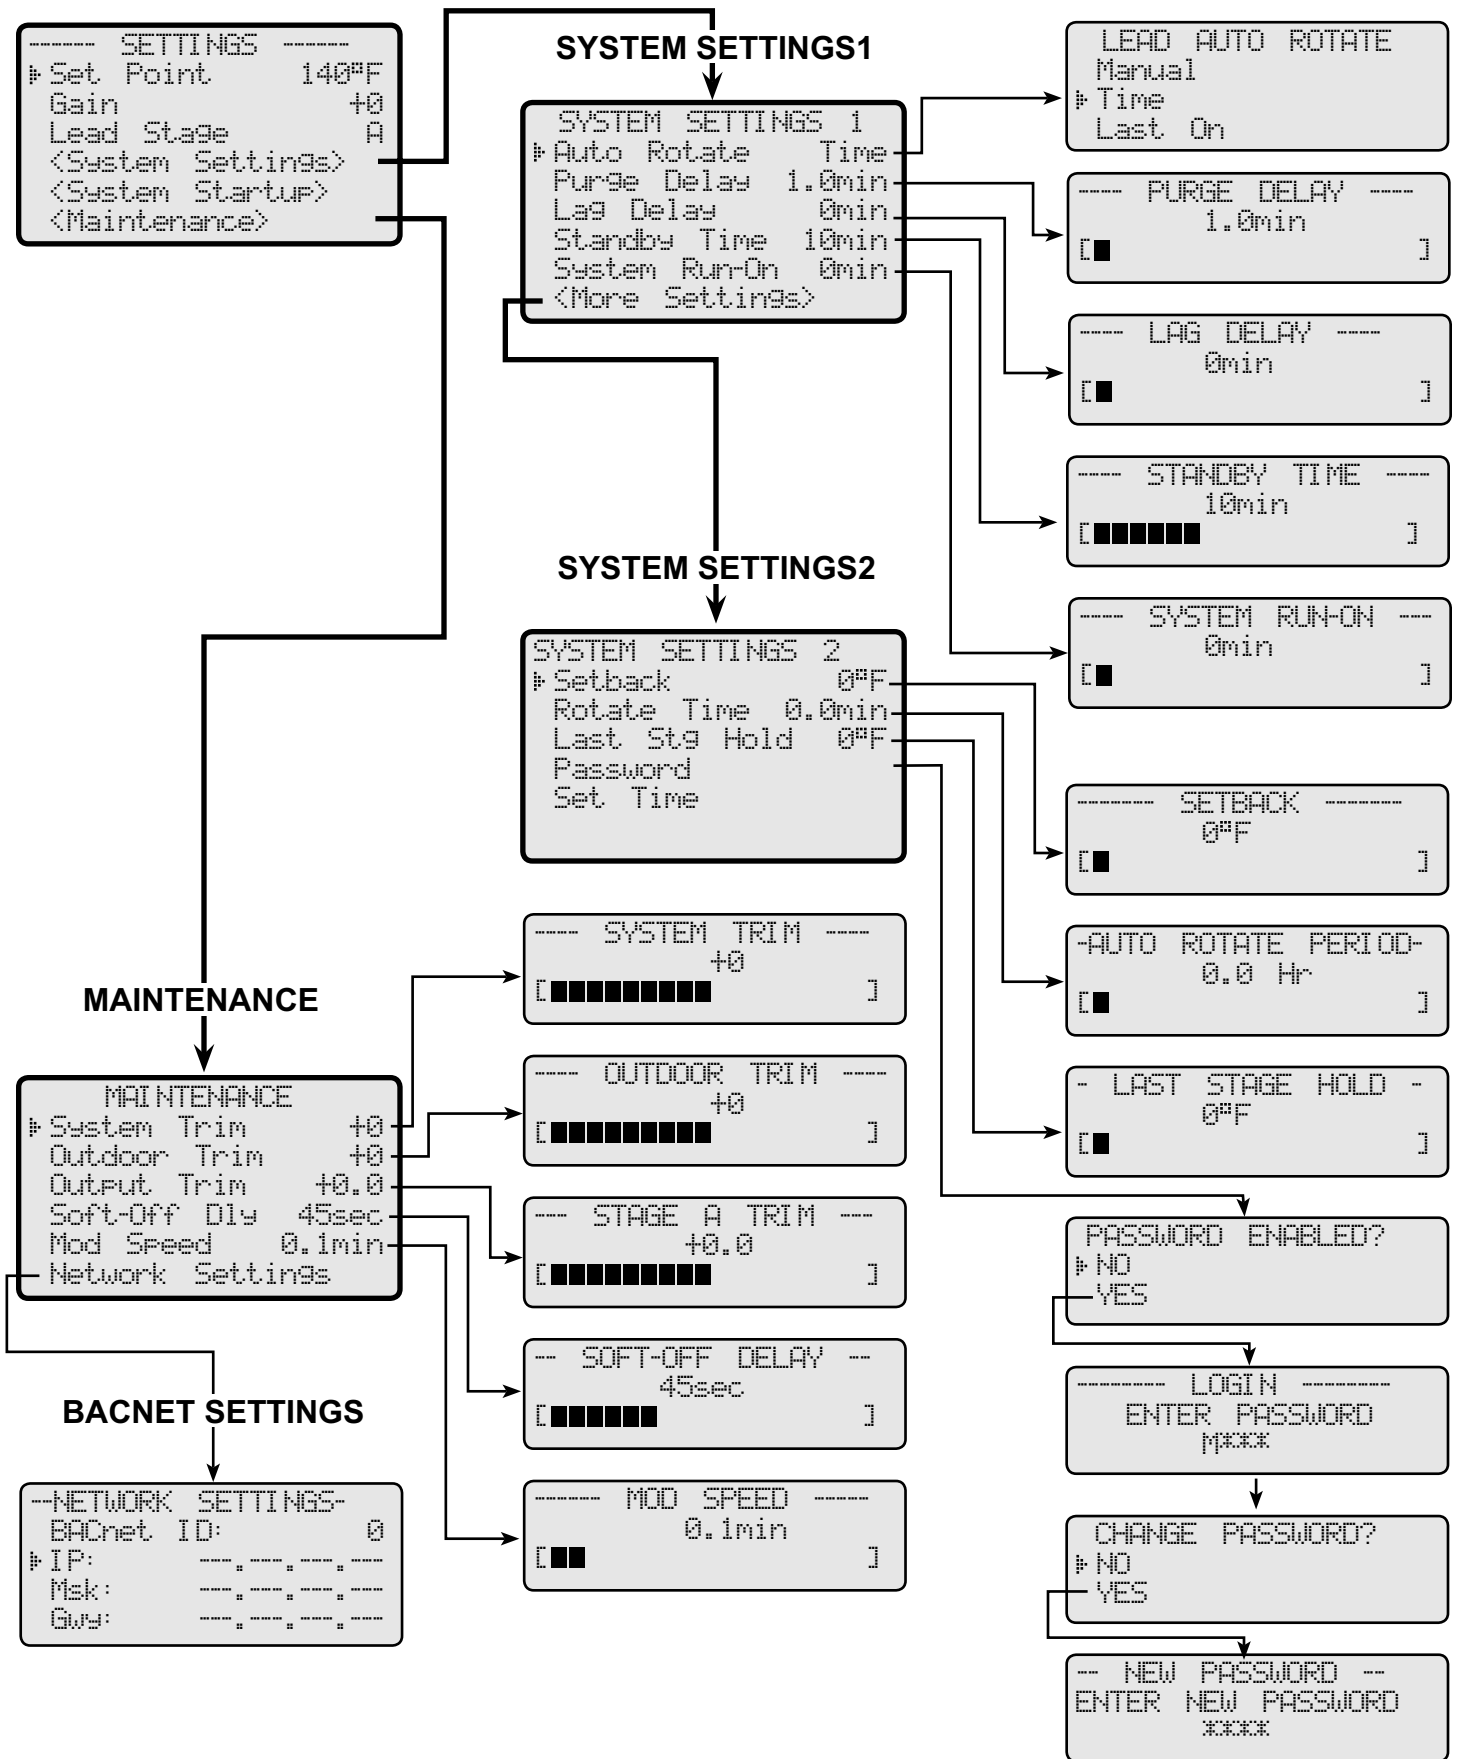 ------ SETTINGS ------
Set Point 140°F
Gain +0
Lead Stage A
<System Settings>
<System Startup>
<Maintenance>
SYSTEM SETTINGS1
SYSTEM SETTINGS 1
Auto Rotate Time
Purge Delay 1.0min
Lag Delay 0min
Standby Time 10min
System Run-On 0min
<More Settings>
LEAD AUTO ROTATE
Manual
Time
Last On
---- PURGE DELAY ----
1.0min
[ ]
---- LAG DELAY ----
0min
[ ]
---- STANDBY TIME ----
10min
[ ]
---- SYSTEM RUN-ON ---
0min
[ ]
SYSTEM SETTINGS2
SYSTEM SETTINGS 2
Setback 0°F
Rotate Time 0.0min
Last Stg Hold 0°F
Password
Set Time
------- SETBACK -------
0°F
[ ]
-AUTO ROTATE PERIOD-
0.0 Hr
[ ]
- LAST STAGE HOLD -
0°F
[ ]
PASSWORD ENABLED?
NO
YES
-------- LOGIN --------
ENTER PASSWORD
M***
CHANGE PASSWORD?
NO
YES
-- NEW PASSWORD --
ENTER NEW PASSWORD
****
MAINTENANCE
MAINTENANCE
System Trim +0
Outdoor Trim +0
Output Trim +0.0
Soft-Off Dly 45sec
Mod Speed 0.1min
Network Settings
---- SYSTEM TRIM ----
+0
[ ]
---- OUTDOOR TRIM ----
+0
[ ]
--- STAGE A TRIM ---
+0.0
[ ]
-- SOFT-OFF DELAY --
45sec
[ ]
------ MOD SPEED -----
0.1min
[ ]
BACNET SETTINGS
--NETWORK SETTINGS-
BACnet ID: 0
IP: ---.---.---.---
Msk: ---.---.---.---
Gwy: ---.---.---.---